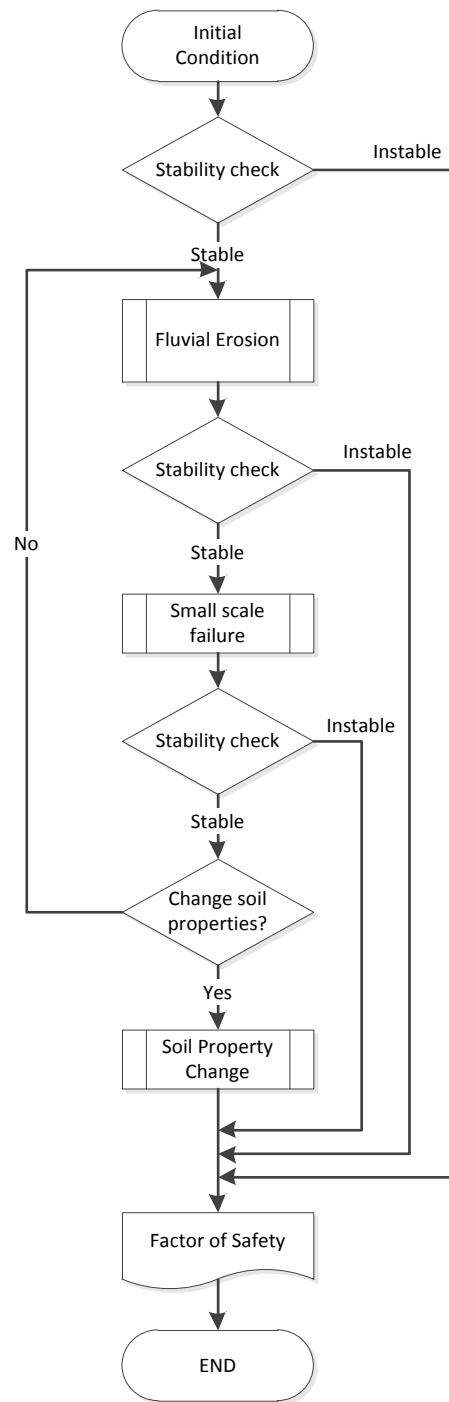 Initial
Condition
Stability check
Instable
Stable
Fluvial Erosion
Stability check
Instable
Stable
No
Small scale
failure
Stability check
Instable
Stable
Change soil
properties?
Yes
Soil Property
Change
Factor of Safety
END